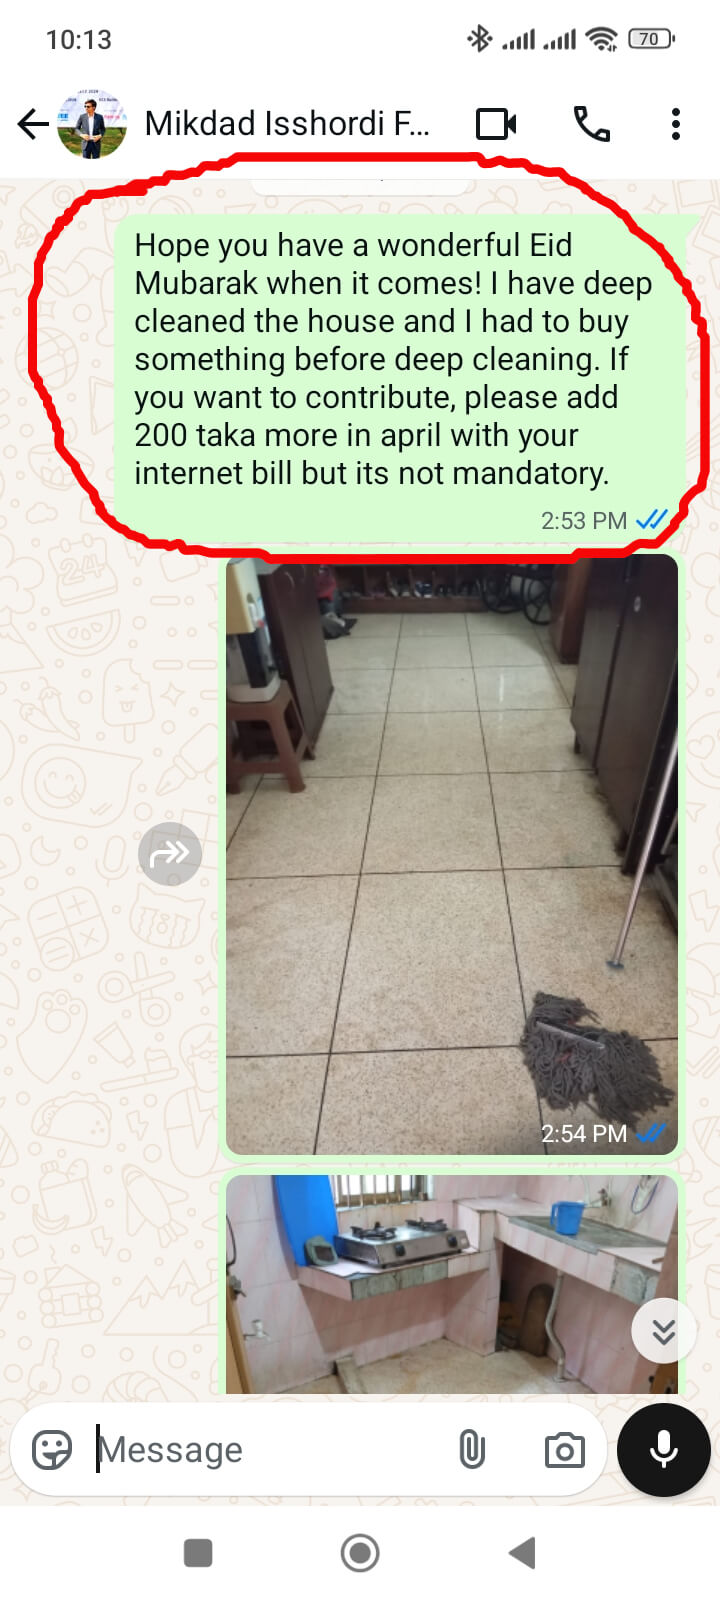 10:13
70
Mikdad Isshordi F...
Hope you have a wonderful Eid
Mubarak when it comes! I have deep
cleaned the house and I had to buy
something before deep cleaning. If
you want to contribute, please add
200 taka more in april with your
internet bill but its not mandatory.
2:53 PM
2:54 PM
Message